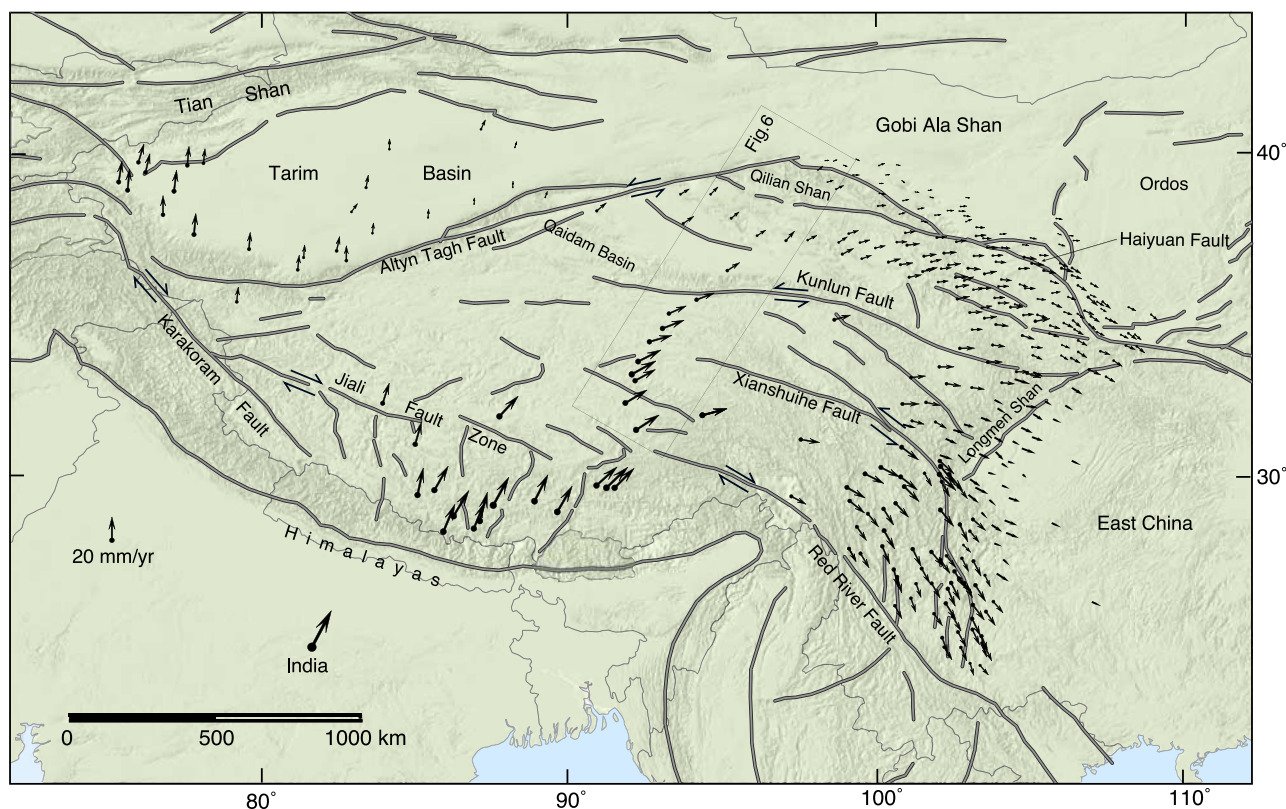 Tian Shan
Fig.6
Gobi Ala Shan
40°
Tarim Basin
Qilian Shan
Ordos
Altyn Tagh Fault
Qaidam Basin
Haiyuan Fault
Kunlun Fault
Karakoram Fault
Jiali Fault Zone
Xianshuihe Fault
Longmen Shan
30°
20 mm/yr
Himalayas
East China
Red River Fault
India
0 500 1000 km
80° 90° 100° 110°